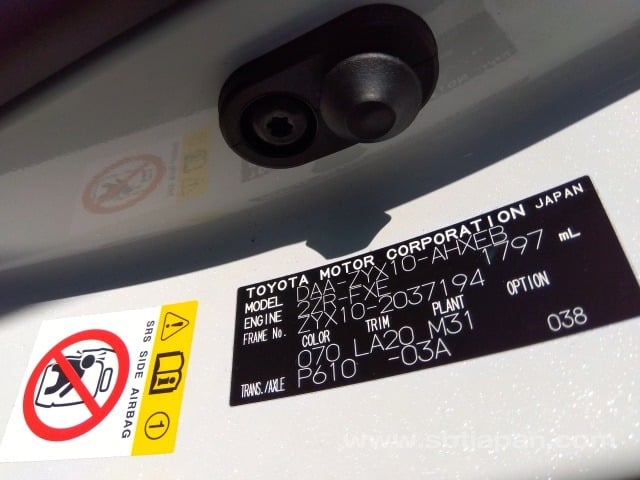 TOYOTA MOTOR CORPORATION JAPAN
MODEL DAA-ZYX10-AHXEB
ENGINE 2ZR-FXE 1797 mL
FRAME No. ZYX10-2037194
COLOR TRIM PLANT OPTION
070 LA20 M31
TRANS./AXLE P610 -03A 038
SRS SIDE AIRBAG
1
www.sbtjapan.com